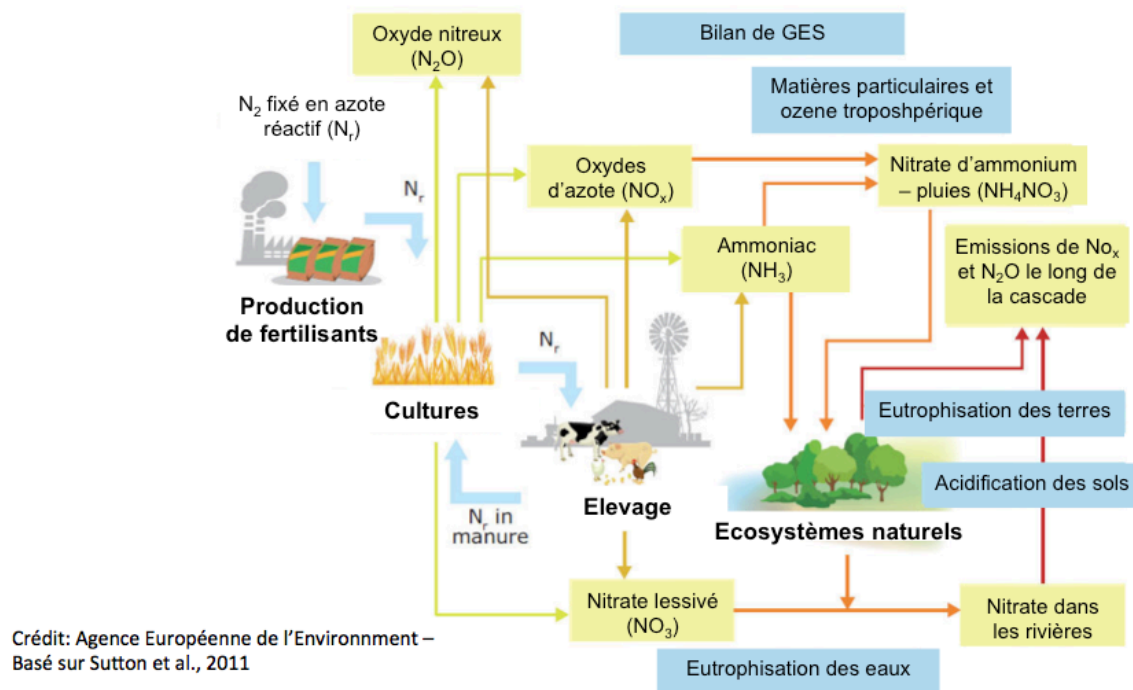 Oxyde nitreux
(N₂O)
Bilan de GES
Matières particulaires et
ozene troposhpérique
N₂ fixé en azote
réactif (Nᵣ)
Nᵣ
Oxydes
d'azote (NOₓ)
Nitrate d'ammonium
– pluies (NH₄NO₃)
Ammoniac
(NH₃)
Emissions de Noₓ
et N₂O le long de
la cascade
Production
de fertilisants
Nᵣ
Cultures
Eutrophisation des terres
Acidification des sols
Nᵣ in
manure
Elevage
Ecosystèmes naturels
Nitrate lessivé
(NO₃)
Nitrate dans
les rivières
Eutrophisation des eaux
Crédit: Agence Européenne de l'Environnment –
Basé sur Sutton et al., 2011